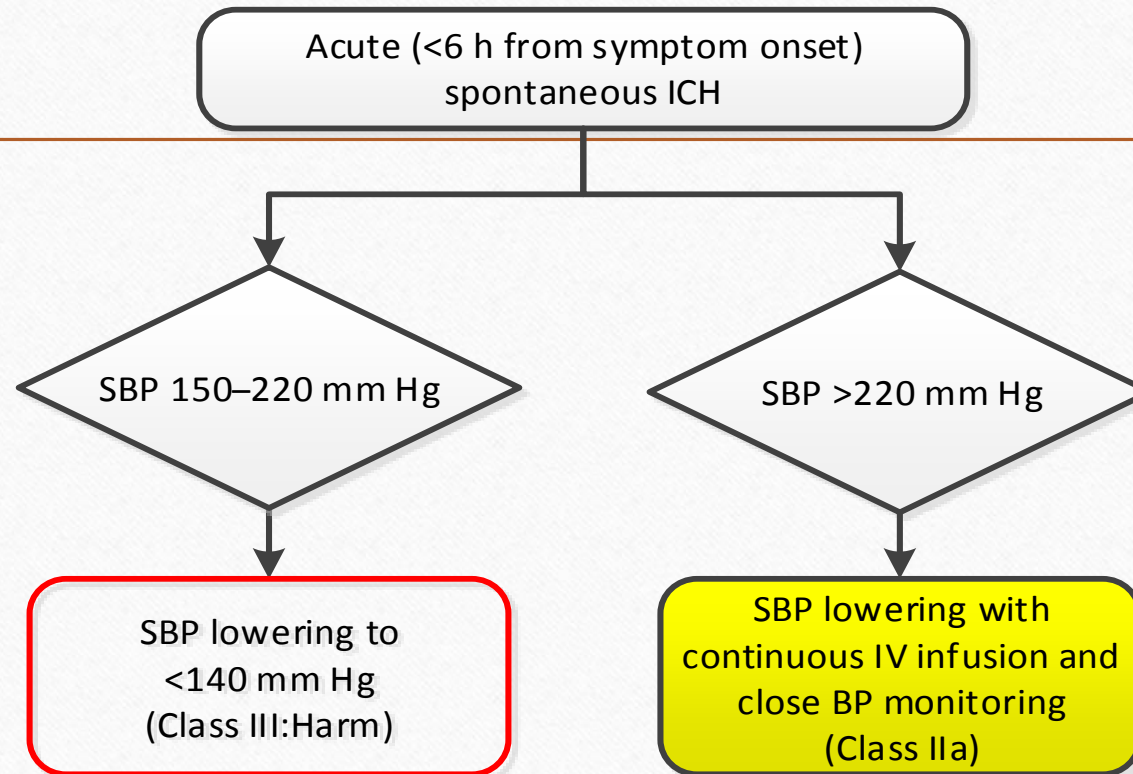 Acute (<6 h from symptom onset)
spontaneous ICH
SBP 150–220 mm Hg
SBP >220 mm Hg
SBP lowering to
<140 mm Hg
(Class III:Harm)
SBP lowering with
continuous IV infusion and
close BP monitoring
(Class IIa)